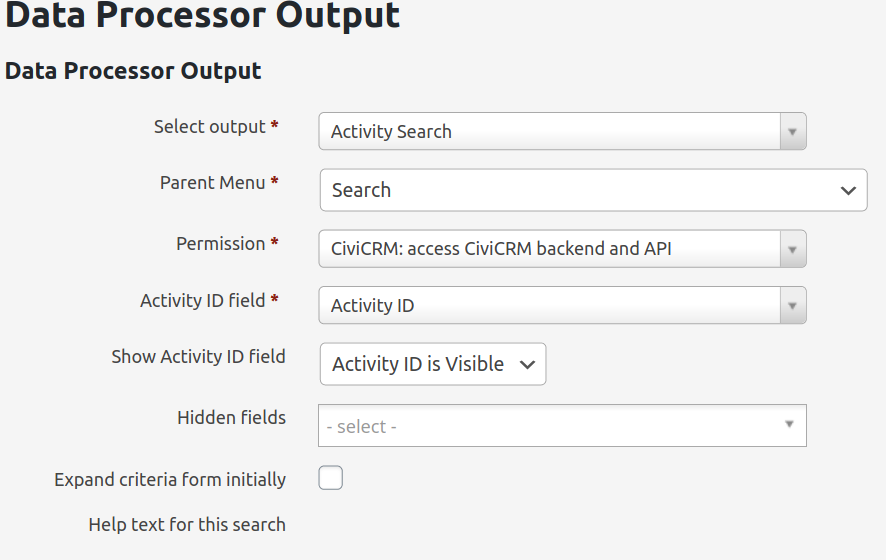 Data Processor Output
Data Processor Output
Select output *
Activity Search
Parent Menu *
Search
Permission *
CiviCRM: access CiviCRM backend and API
Activity ID field *
Activity ID
Show Activity ID field
Activity ID is Visible
Hidden fields
- select -
Expand criteria form initially
Help text for this search